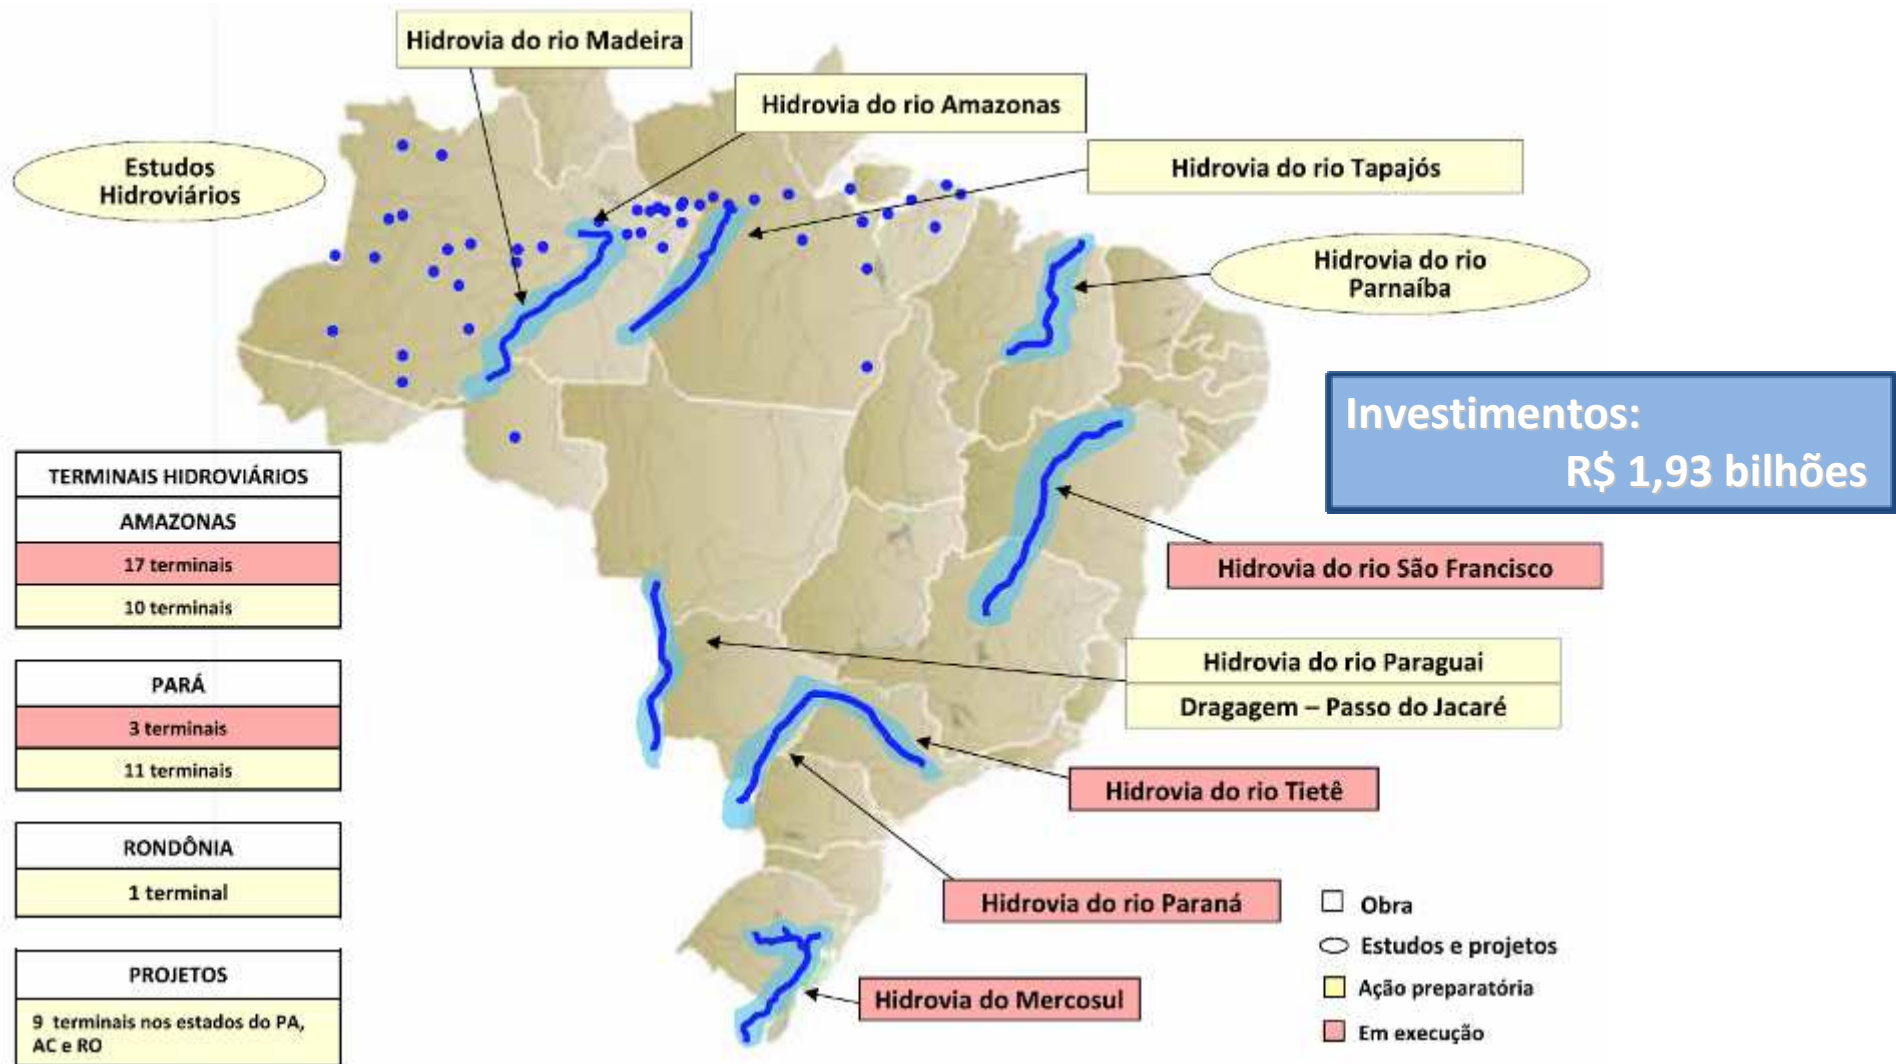 Hidrovia do rio Madeira
Hidrovia do rio Amazonas
Hidrovia do rio Tapajós
Estudos
Hidroviários
Hidrovia do rio
Parnaíba
Investimentos:
R$ 1,93 bilhões
TERMINAIS HIDROVIÁRIOS
AMAZONAS
17 terminais
10 terminais
PARÁ
3 terminais
11 terminais
RONDÔNIA
1 terminal
PROJETOS
9 terminais nos estados do PA,
AC e RO
Hidrovia do rio São Francisco
Hidrovia do rio Paraguai
Dragagem – Passo do Jacaré
Hidrovia do rio Tietê
Hidrovia do rio Paraná
Hidrovia do Mercosul
Obra
Estudos e projetos
Ação preparatória
Em execução